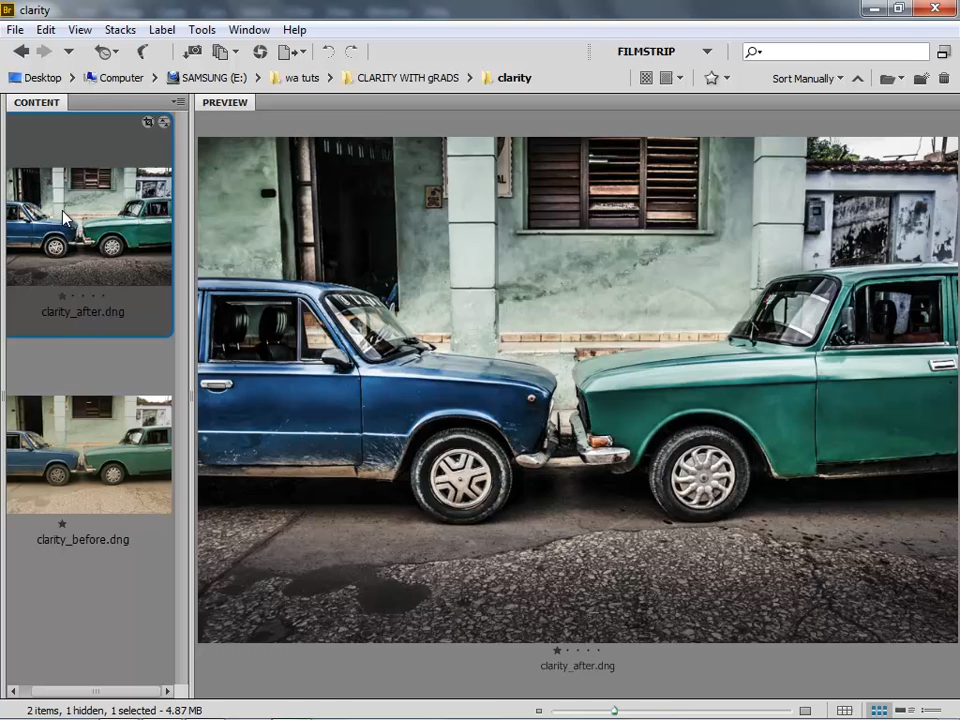 Br clarity
File Edit View Stacks Label Tools Window Help
FILMSTRIP
Desktop Computer SAMSUNG (E:) wa tuts CLARITY WITH gRADS clarity
Sort Manually
CONTENT
PREVIEW
clarity_after.dng
clarity_before.dng
clarity_after.dng
2 items, 1 hidden, 1 selected - 4.87 MB